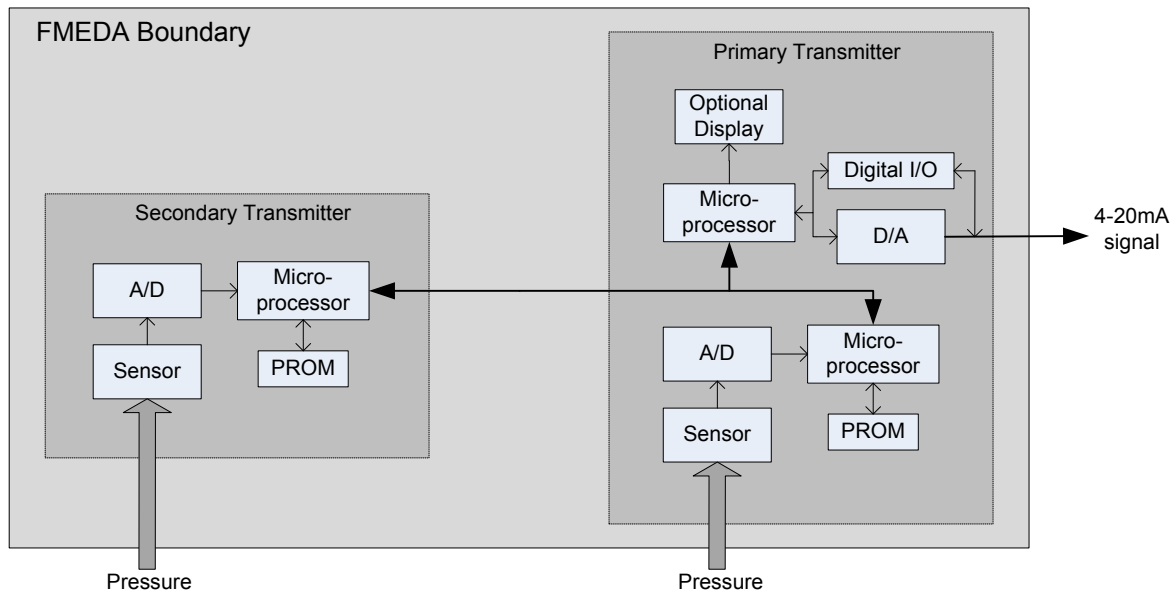 FMEDA Boundary
Primary Transmitter
Optional
Display
Digital I/O
Micro-
processor
D/A
4-20mA
signal
Secondary Transmitter
A/D
Micro-
processor
Sensor
PROM
A/D
Micro-
processor
Sensor
PROM
Pressure
Pressure